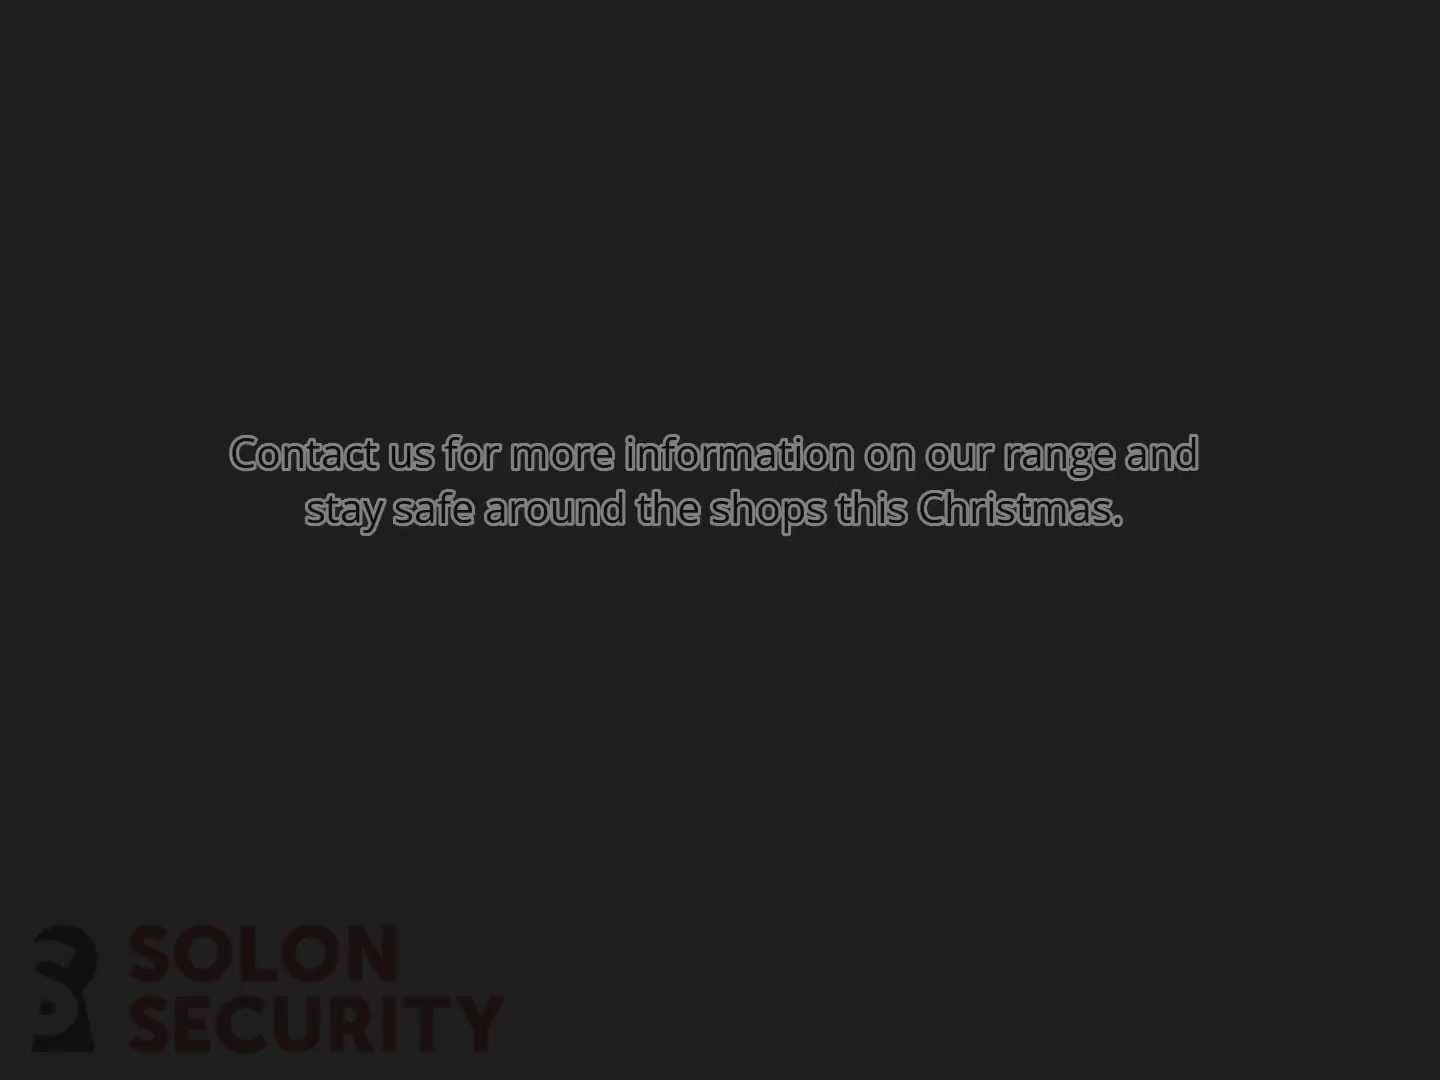 Contact us for more information on our range and
stay safe around the shops this Christmas.
SOLON
SECURITY